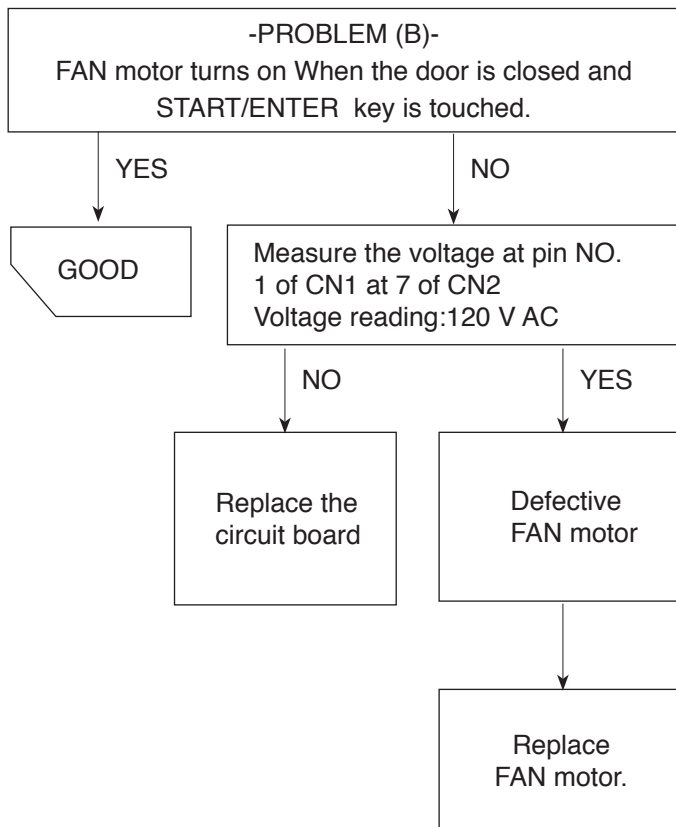 -PROBLEM (B)-
FAN motor turns on When the door is closed and
START/ENTER key is touched.
YES
NO
GOOD
Measure the voltage at pin NO.
1 of CN1 at 7 of CN2
Voltage reading:120 V AC
NO
YES
Replace the
circuit board
Defective
FAN motor
Replace
FAN motor.